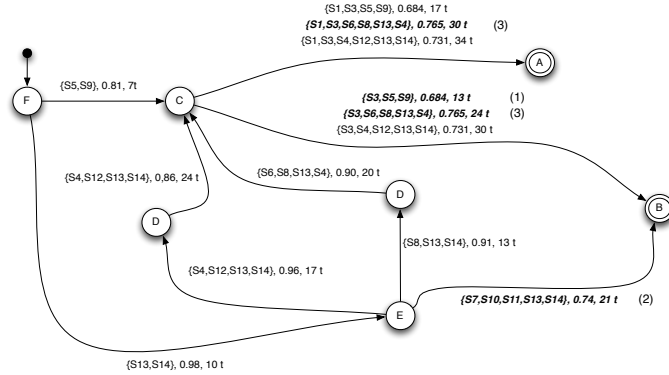 {S1,S3,S5,S9}, 0.684, 17 t
{S1,S3,S6,S8,S13,S4}, 0.765, 30 t (3)
{S1,S3,S4,S12,S13,S14}, 0.731, 34 t
A
{S5,S9}, 0.81, 7t
F
C
{S3,S5,S9}, 0.684, 13 t (1)
{S3,S6,S8,S13,S4}, 0.765, 24 t (3)
{S3,S4,S12,S13,S14}, 0.731, 30 t
{S4,S12,S13,S14}, 0,86, 24 t
{S6,S8,S13,S4}, 0.90, 20 t
D
D
B
{S8,S13,S14}, 0.91, 13 t
{S4,S12,S13,S14}, 0.96, 17 t
{S7,S10,S11,S13,S14}, 0.74, 21 t (2)
E
{S13,S14}, 0.98, 10 t